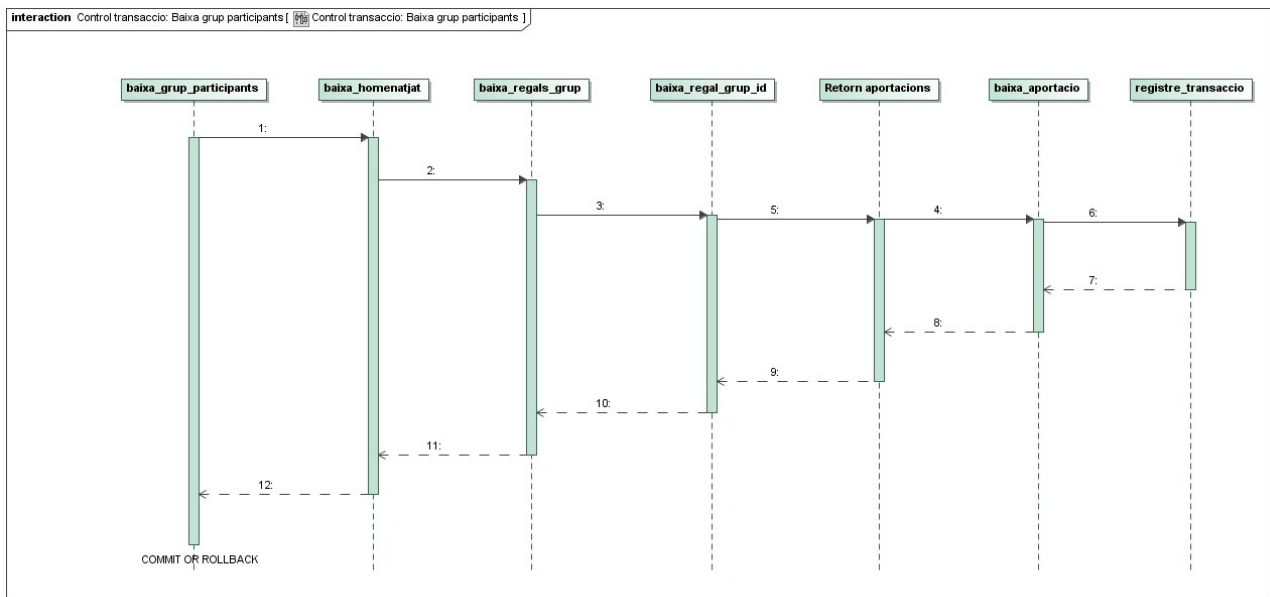 interaction Control transaccio: Baixa grup participants [ Control transaccio: Baixa grup participants ]
baixa_grup_participants baixa_homenatjat baixa_regals_grup baixa_regal_grup_id Retorn aportacions baixa_aportacio registre_transaccio
1:
2:
3: 5: 4: 6:
7:
8:
9:
10:
11:
12:
COMMIT OR ROLLBACK